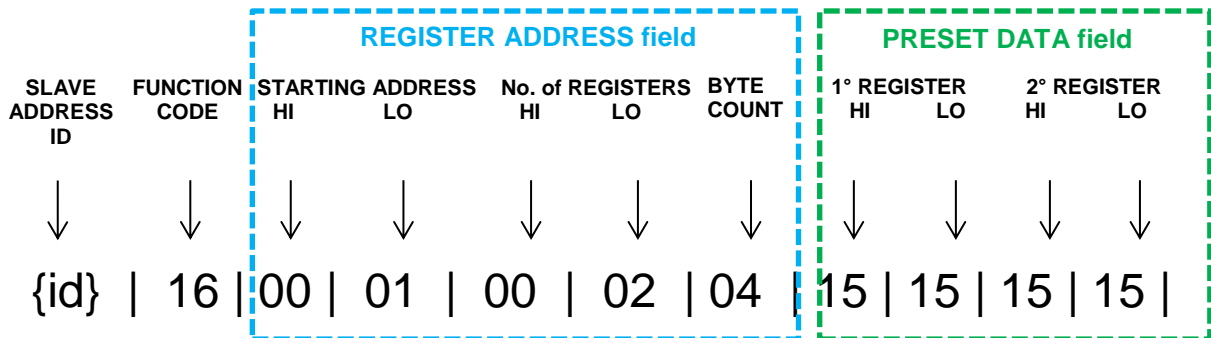 REGISTER ADDRESS field PRESET DATA field
SLAVE FUNCTION STARTING ADDRESS No. of REGISTERS BYTE 1° REGISTER 2° REGISTER
ADDRESS CODE HI LO HI LO COUNT HI LO HI LO
ID
{id} | 16 | 00 | 01 | 00 | 02 | 04 | 15 | 15 | 15 | 15 |